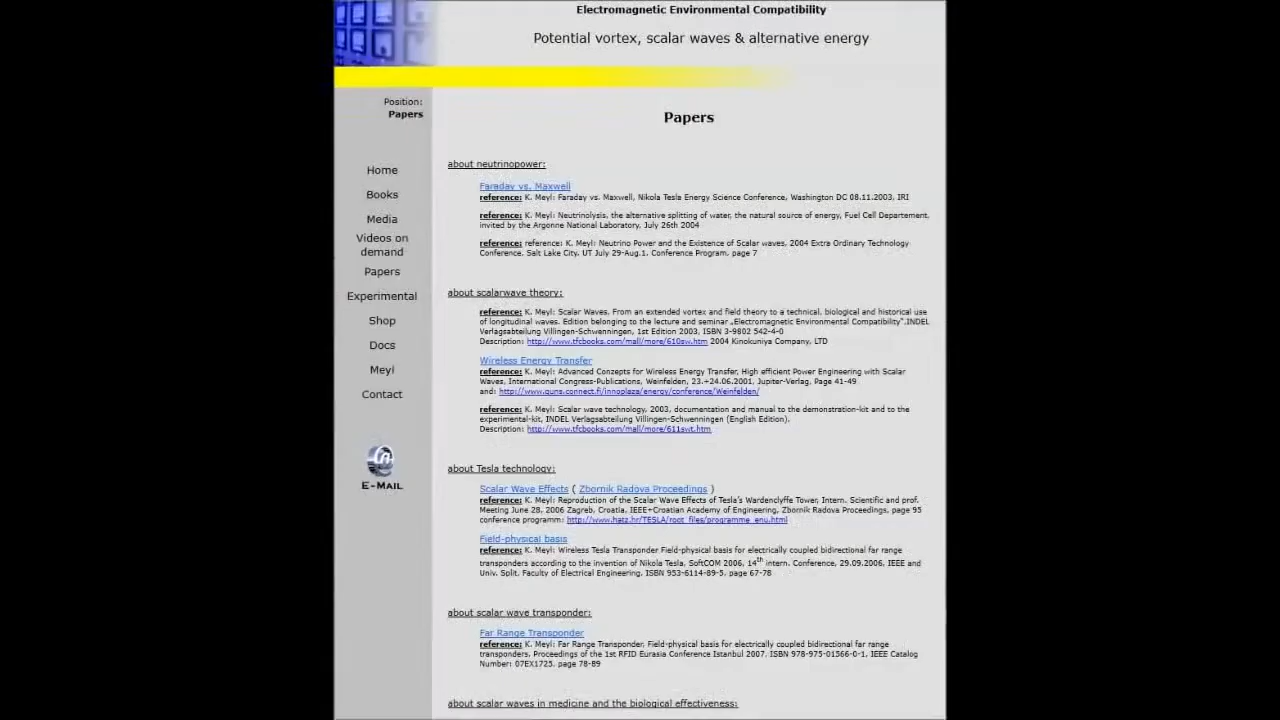 Electromagnetic Environmental Compatibility
Potential vortex, scalar waves & alternative energy
Position:
Papers
Home
Books
Media
Videos on
demand
Papers
Experimental
Shop
Docs
Meyl
Contact
E-MAIL
Papers
about neutrinopower:
Faraday vs. Maxwell
reference: K. Meyl: Faraday vs. Maxwell, Nikola Tesla Energy Science Conference, Washington DC 08.11.2003, IRI
reference: K. Meyl: Neutrinolysis, the alternative splitting of water, the natural source of energy, Fuel Cell Departement,
invited by the Argonne National Laboratory, July 26th 2004
reference: reference: K. Meyl: Neutrino Power and the Existence of Scalar waves, 2004 Extra Ordinary Technology
Conference, Salt Lake City, UT July 29-Aug.1, Conference Program, page 7
about scalarwave theory:
reference: K. Meyl: Scalar Waves. From an extended vortex and field theory to a technical, biological and historical use
of longitudinal waves. Edition belonging to the lecture and seminar „Electromagnetic Environmental Compatibility“.INDEL
Verlagsabteilung Villingen-Schwenningen, 1st Edition 2003, ISBN 3-9802 542-4-0
Description: http://www.tfcbooks.com/mall/more/610sw.htm 2004 Kinokuniya Company, LTD
Wireless Energy Transfer
reference: K. Meyl: Advanced Concepts for Wireless Energy Transfer, High efficient Power Engineering with Scalar
Waves, International Congress-Publications, Weinfelden, 23.+24.06.2001, Jupiter-Verlag, Page 41-49
and: http://www.guns.connect.fi/innoplaza/energy/conference/Weinfelden/
reference: K. Meyl: Scalar wave technology, 2003, documentation and manual to the demonstration-kit and to the
experimental-kit, INDEL Verlagsabteilung Villingen-Schwenningen (English Edition).
Description: http://www.tfcbooks.com/mall/more/611swt.htm
about Tesla technology:
Scalar Wave Effects ( Zbornik Radova Proceedings )
reference: K. Meyl: Reproduction of the Scalar Wave Effects of Tesla's Wardenclyffe Tower, Intern. Scientific and prof.
Meeting June 28, 2006 Zagreb, Croatia, IEEE+Croatian Academy of Engineering, Zbornik Radova Proceedings, page 95
conference programm: http://www.hatz.hr/TESLA/root_files/programme_enu.html
Field-physical basis
reference: K. Meyl: Wireless Tesla Transponder Field-physical basis for electrically coupled bidirectional far range
transponders according to the invention of Nikola Tesla, SoftCOM 2006, 14th intern. Conference, 29.09.2006, IEEE and
Univ. Split, Faculty of Electrical Engineering, ISBN 953-6114-89-5, page 67-78
about scalar wave transponder:
Far Range Transponder
reference: K. Meyl: Far Range Transponder, Field-physical basis for electrically coupled bidirectional far range
transponders, Proceedings of the 1st RFID Eurasia Conference Istanbul 2007, ISBN 978-975-01566-0-1, IEEE Catalog
Number: 07EX1725, page 78-89
about scalar waves in medicine and the biological effectiveness: